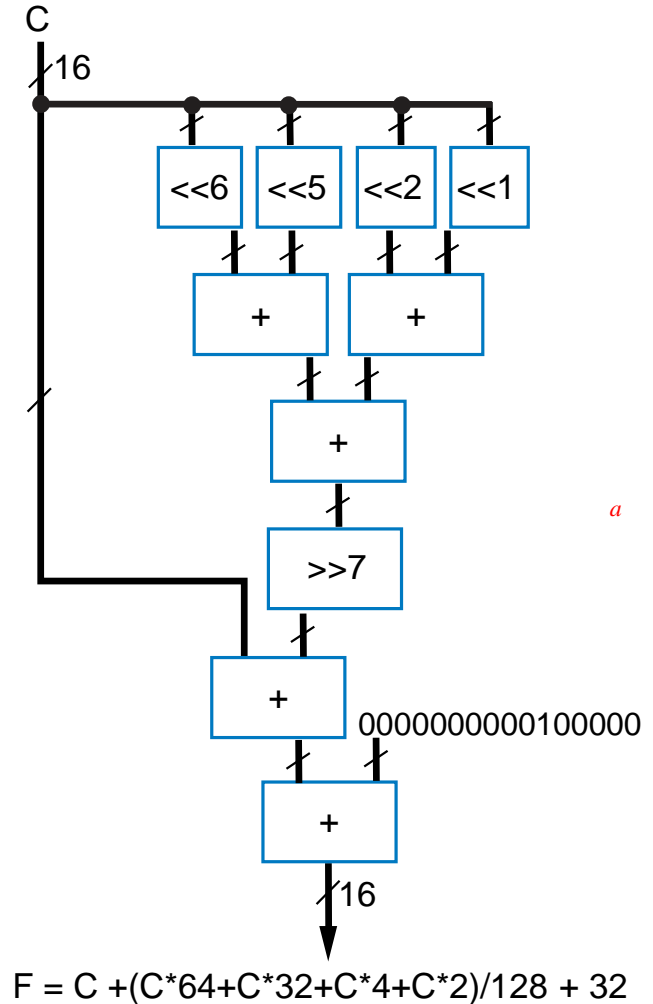 C
16
<<6 <<5 <<2 <<1
+ +
+
a
>>7
+
0000000000100000
+
16
F = C +(C*64+C*32+C*4+C*2)/128 + 32